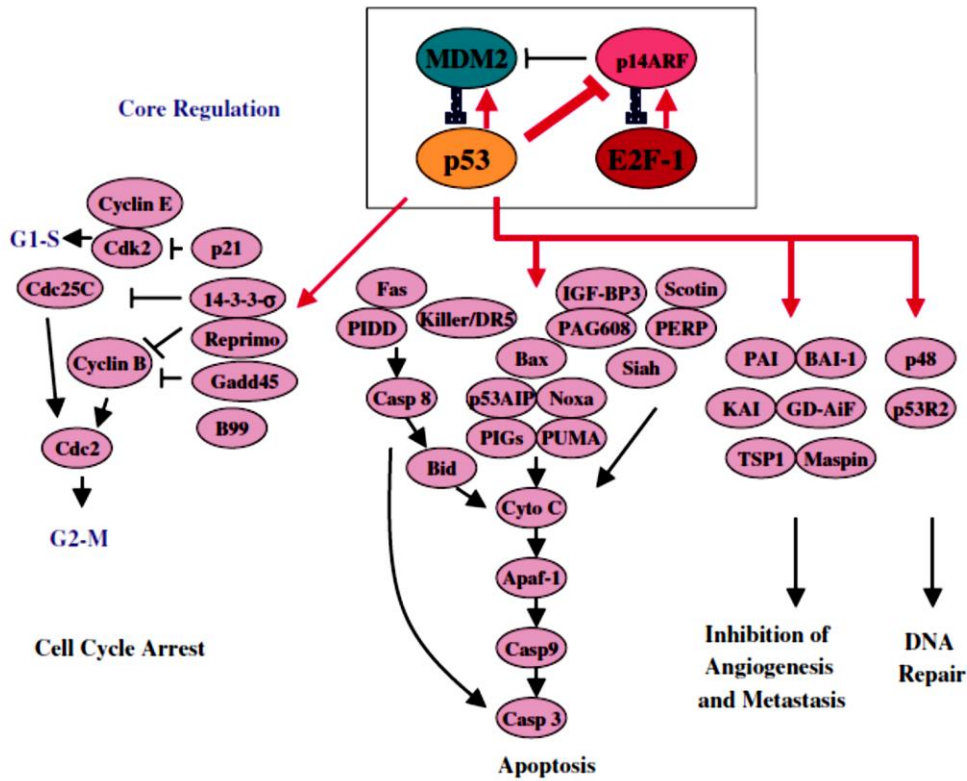 MDM2
p14ARF
Core Regulation
p53
E2F-1
Cyclin E
G1-S
Cdk2
p21
Cdc25C
14-3-3-σ
Reprimo
Cyclin B
Gadd45
B99
Cdc2
G2-M
Cell Cycle Arrest
Fas
PIDD
Killer/DR5
IGF-BP3
Scotin
PAG608
PERP
Bax
Siah
Casp 8
p53AIP
Noxa
PIGs
PUMA
Bid
Cyto C
Apaf-1
Casp9
Casp 3
Apoptosis
PAI
BAI-1
KAI
GD-AiF
TSP1
Maspin
Inhibition of
Angiogenesis
and Metastasis
p48
p53R2
DNA
Repair